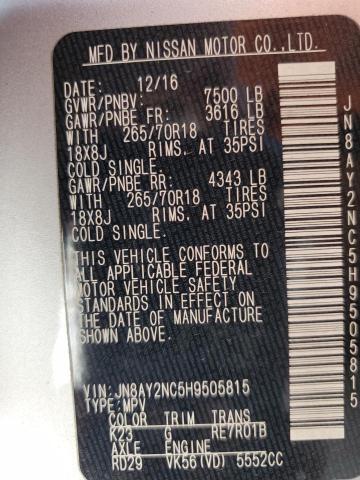 MFD BY NISSAN MOTOR CO.,LTD.
DATE: 12/16
GVWR/PNBV: 7500 LB
GAWR/PNBE FR: 3616 LB
WITH 265/70R18 TIRES
18X8J RIMS, AT 35PSI
COLD SINGLE.
GAWR/PNBE RR: 4343 LB
WITH 265/70R18 TIRES
18X8J RIMS, AT 35PSI
COLD SINGLE.
THIS VEHICLE CONFORMS TO
ALL APPLICABLE FEDERAL
MOTOR VEHICLE SAFETY
STANDARDS IN EFFECT ON
THE DATE OF MANUFACTURE
SHOWN ABOVE.
VIN:JN8AY2NC5H9505815
TYPE:MPV
COLOR TRIM TRANS
K23 G RE7R01B
AXLE ENGINE
RD29 VK56(VD) 5552CC
JN8AY2NC5H9505815